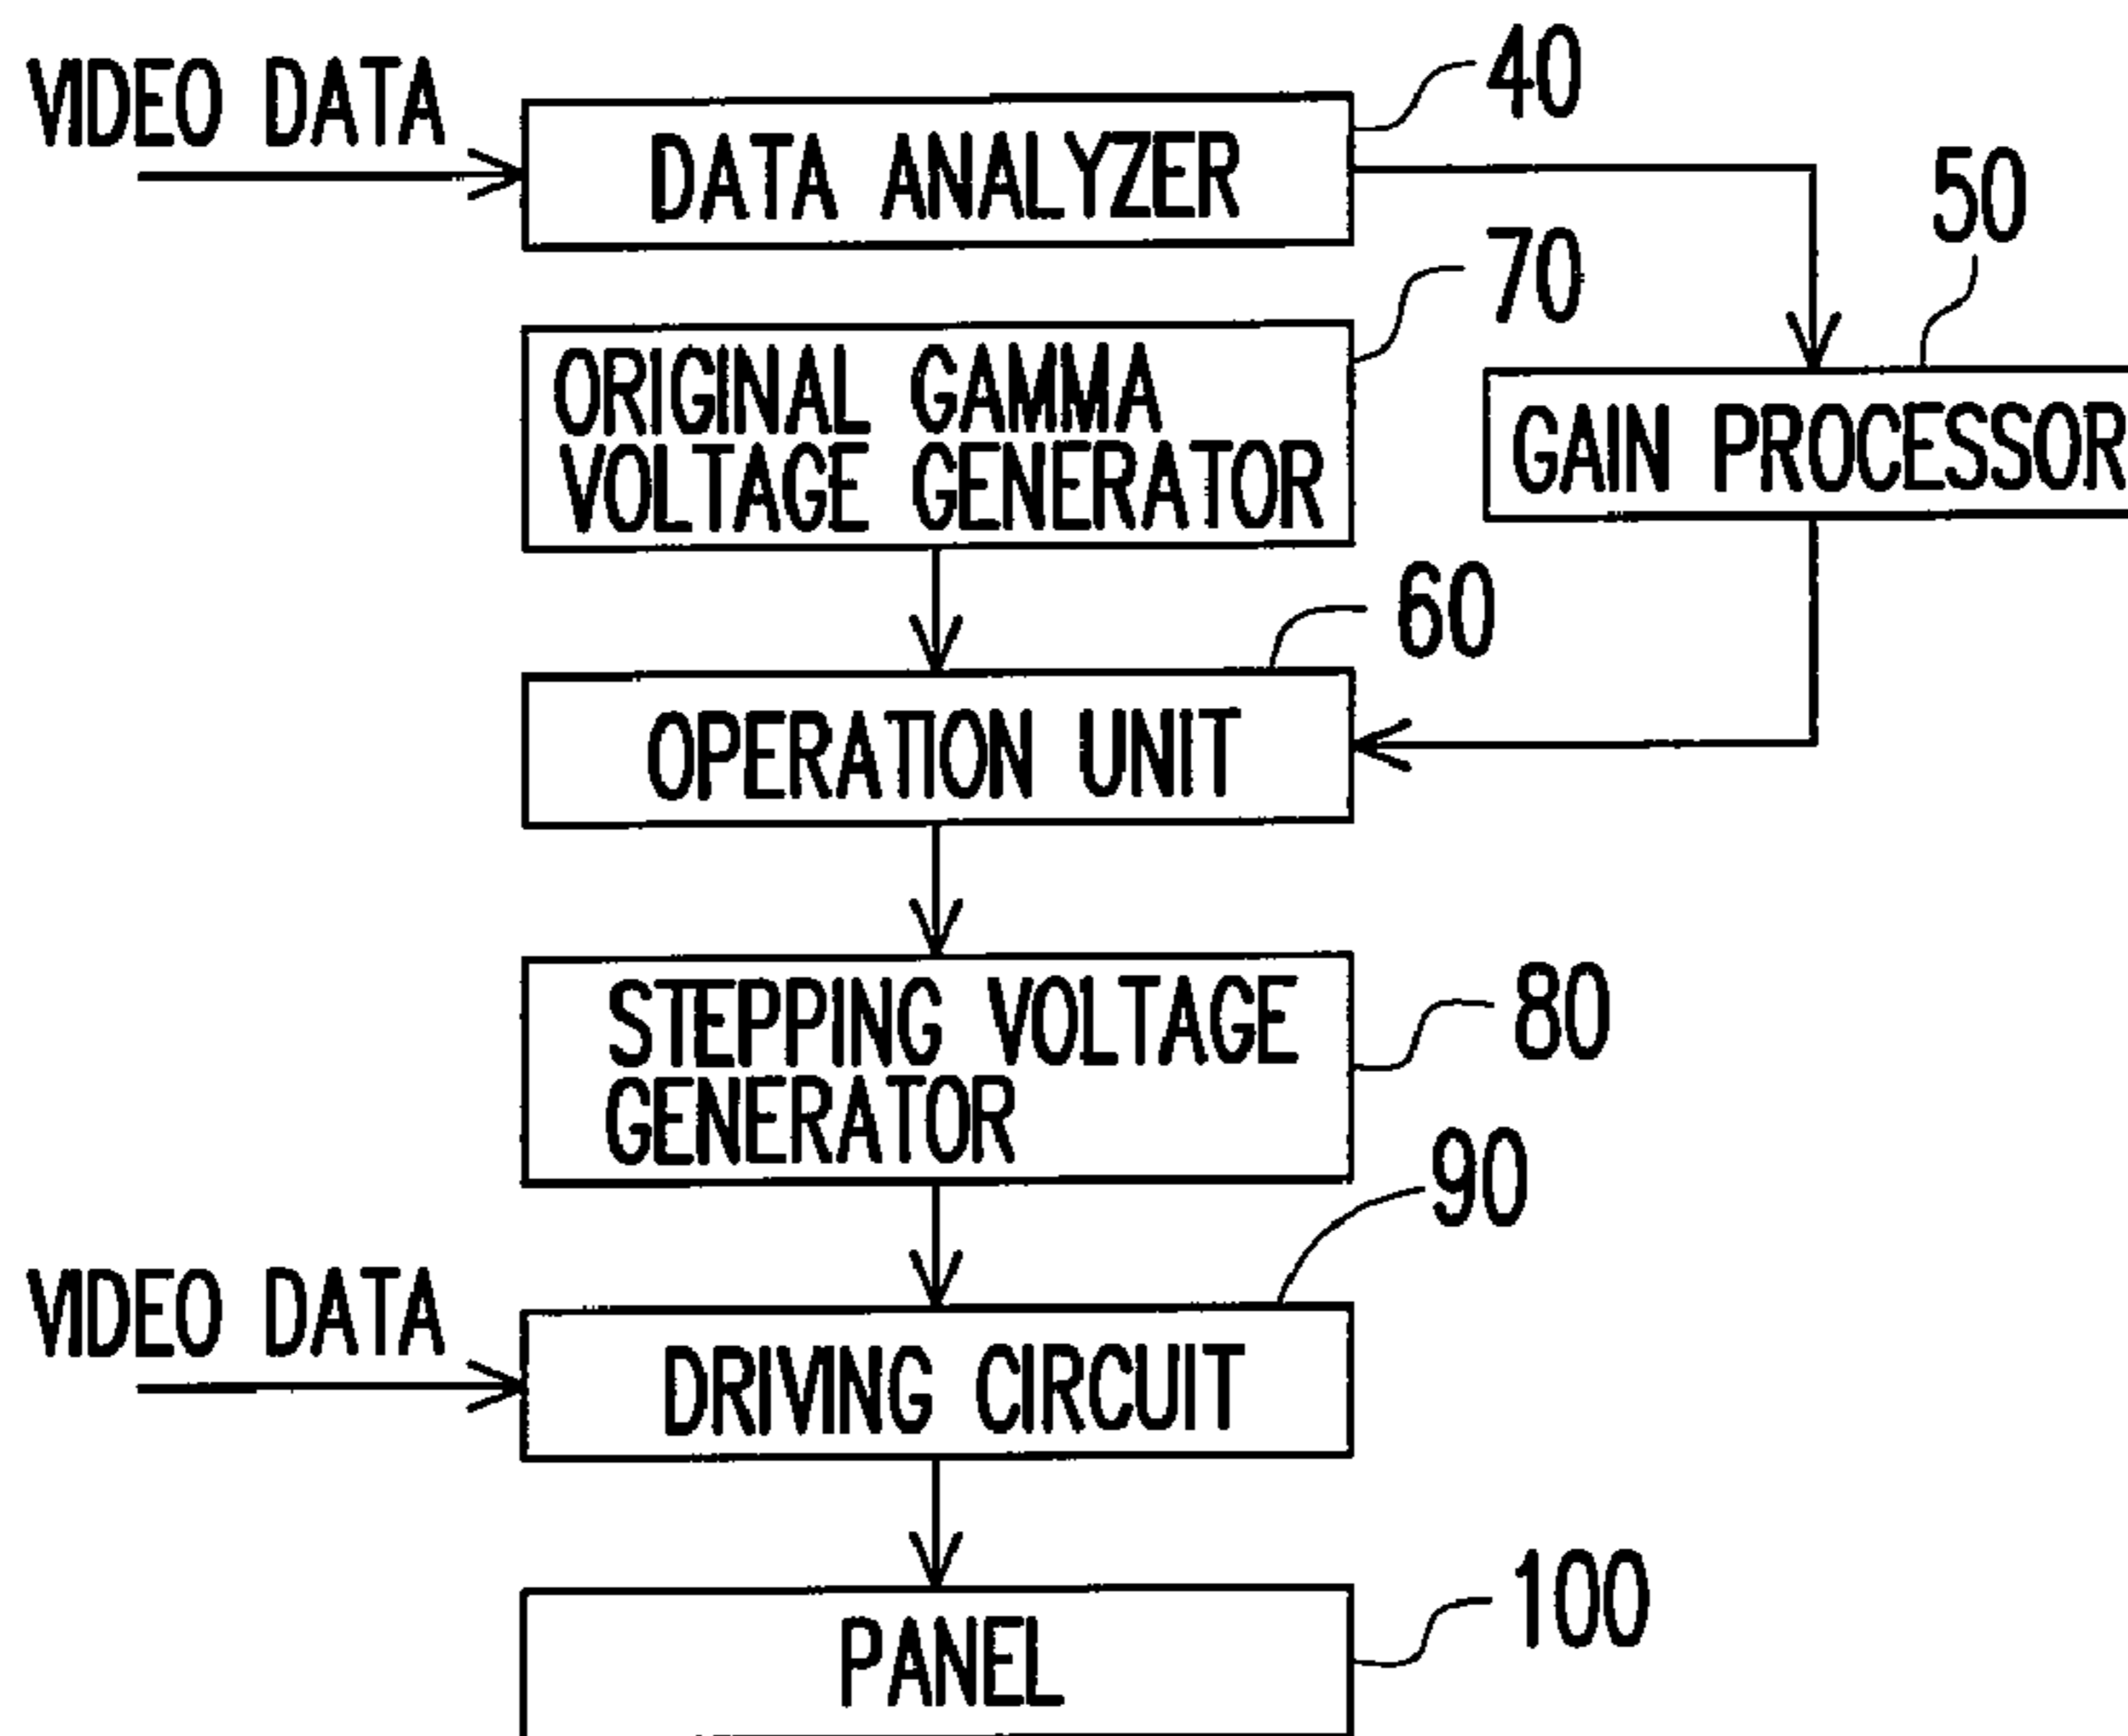 VIDEO DATA
40
DATA ANALYZER
50
70
ORIGINAL GAMMA
VOLTAGE GENERATOR
GAIN PROCESSOR
60
OPERATION UNIT
STEPPING VOLTAGE
GENERATOR
80
90
VIDEO DATA
DRIVING CIRCUIT
100
PANEL